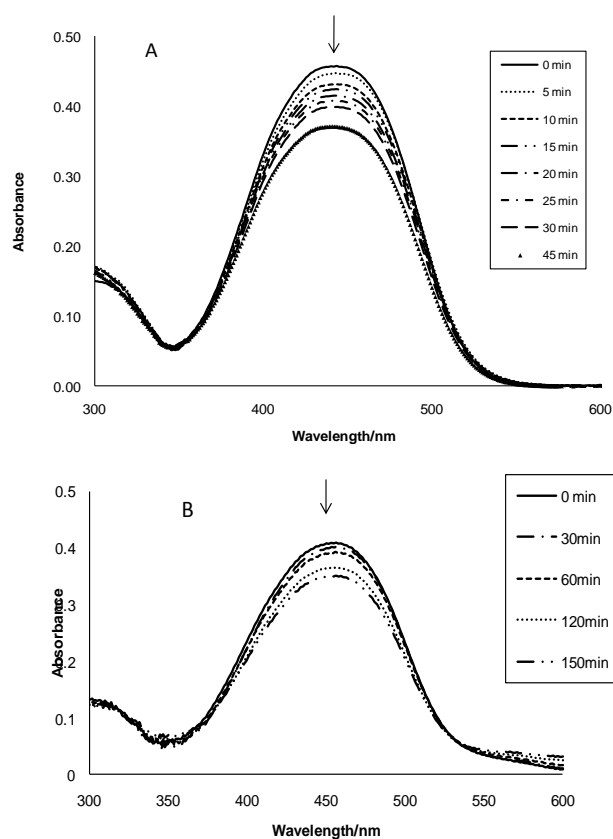 A
0.50
0.40
0.30
0.20
0.10
0.00
Absorbance
300
400
500
600
Wavelength/nm
0 min
5 min
10 min
15 min
20 min
25 min
30 min
45 min
B
0.5
0.4
0.3
0.2
0.1
0
Absorbance
300
350
400
450
500
550
600
Wavelength/nm
0 min
30min
60min
120min
150min